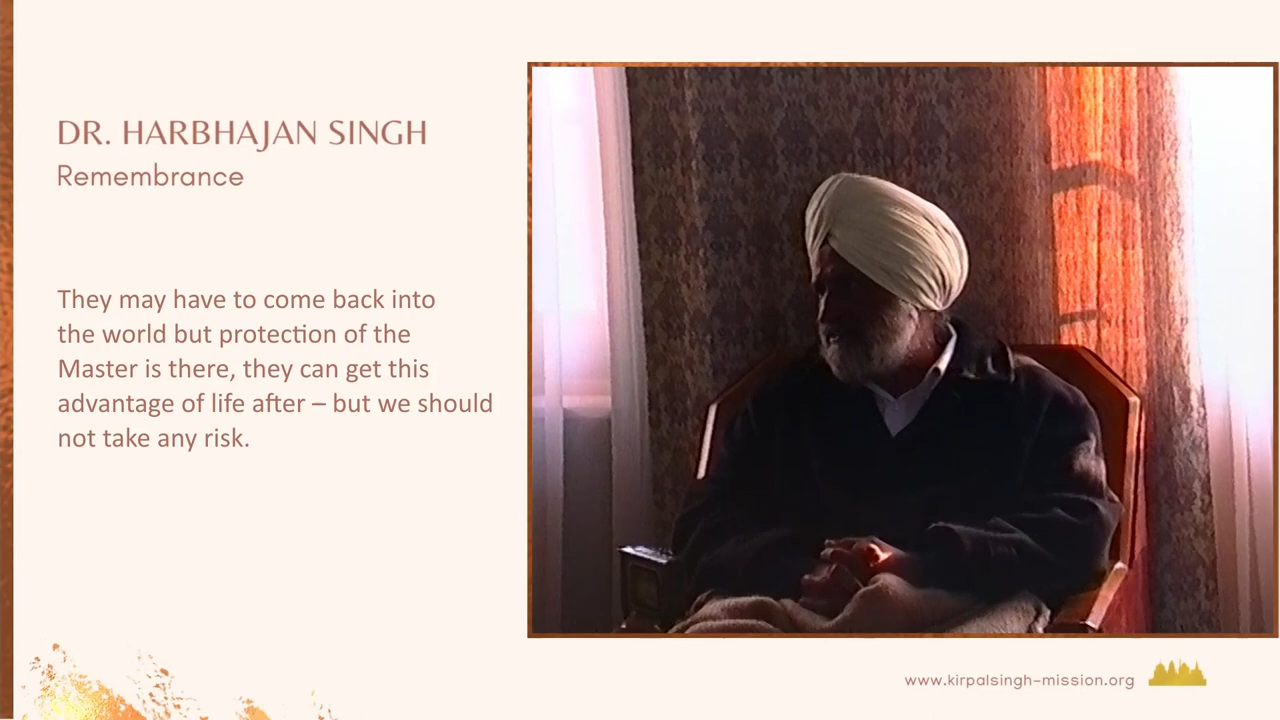 DR. HARBHAJAN SINGH
Remembrance
They may have to come back into
the world but protection of the
Master is there, they can get this
advantage of life after – but we should
not take any risk.
www.kirpalsingh-mission.org